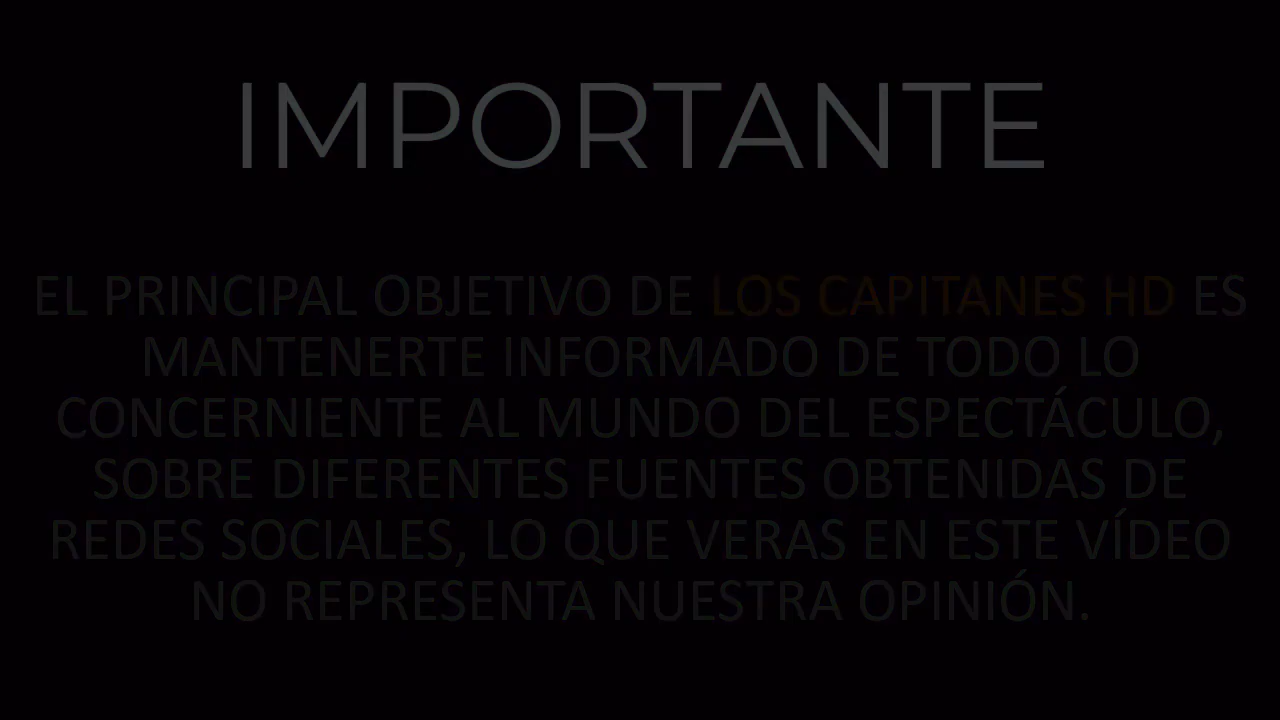 IMPORTANTE
EL PRINCIPAL OBJETIVO DE LOS CAPITANES HD ES
MANTENERTE INFORMADO DE TODO LO
CONCERNIENTE AL MUNDO DEL ESPECTÁCULO,
SOBRE DIFERENTES FUENTES OBTENIDAS DE
REDES SOCIALES, LO QUE VERAS EN ESTE VÍDEO
NO REPRESENTA NUESTRA OPINIÓN.